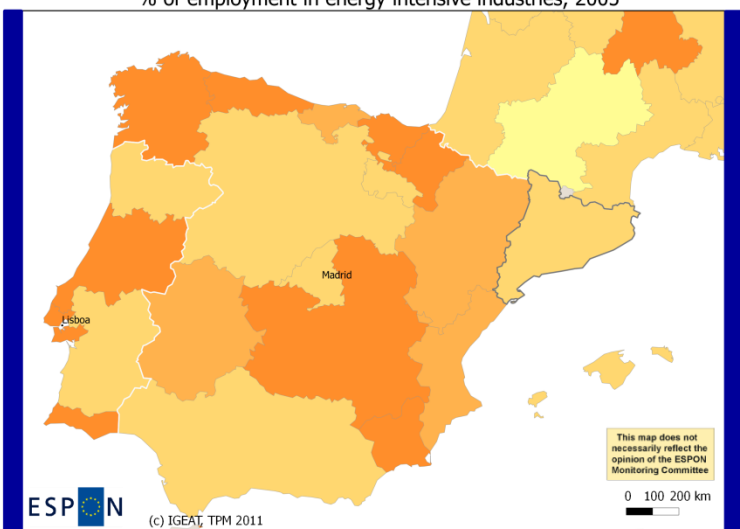 % of employment in energy intensive industries, 2005
Madrid
Lisboa
This map does not
necessarily reflect the
opinion of the ESPON
Monitoring Committee
0 100 200 km
ESPON
(c) IGEAT, TPM 2011